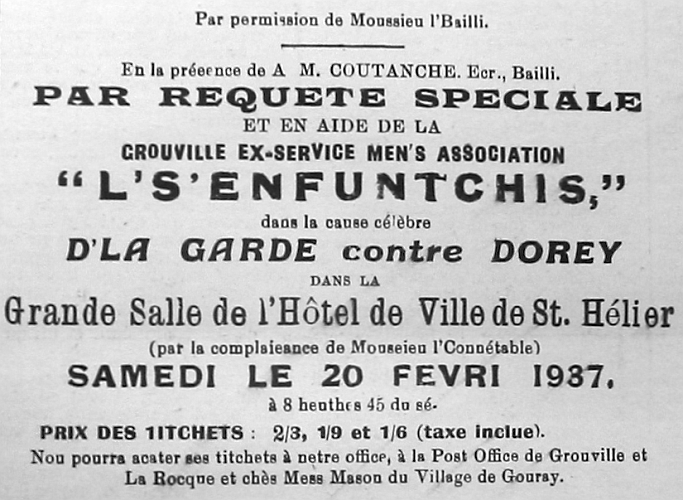 Par permission de Moussieu l'Bailli.
En la préeence de A M. COUTANCHE. Ecr., Bailli.
PAR REQUETE SPECIALE
ET EN AIDE DE LA
GROUVILLE EX-SERVICE MEN'S ASSOCIATION
"L'S'ENFUNTCHIS,"
dans la cause célèbre
D'LA GARDE contre DOREY
DANS LA
Grande Salle de l'Hôtel de Ville de St. Hélier
(par la complaieance de Mouseieu l'Connétable)
SAMEDI LE 20 FEVRI 1937.
à 8 heuthes 45 du sé.
PRIX DES TITCHETS : 2/3, 1/9 et 1/6 (taxe inclue).
Nou pourra acater ses titchets à netre office, à la Post Office de Grouville et
La Rocque et chès Mess Mason du Village de Gouray.